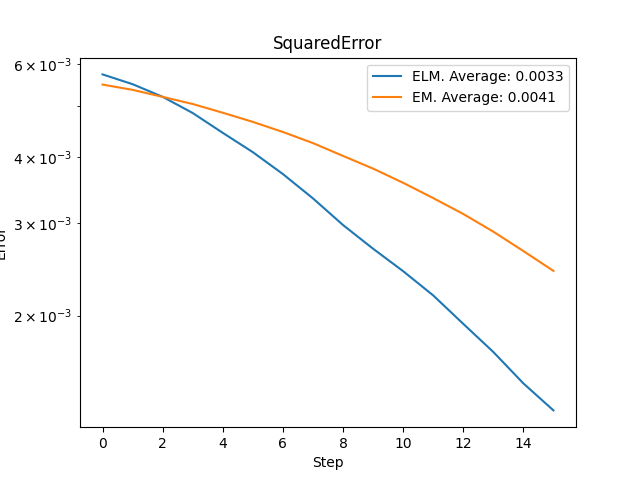 SquaredError
ELM. Average: 0.0033
EM. Average: 0.0041
6 × 10⁻³
4 × 10⁻³
3 × 10⁻³
2 × 10⁻³
Error
0 2 4 6 8 10 12 14
Step